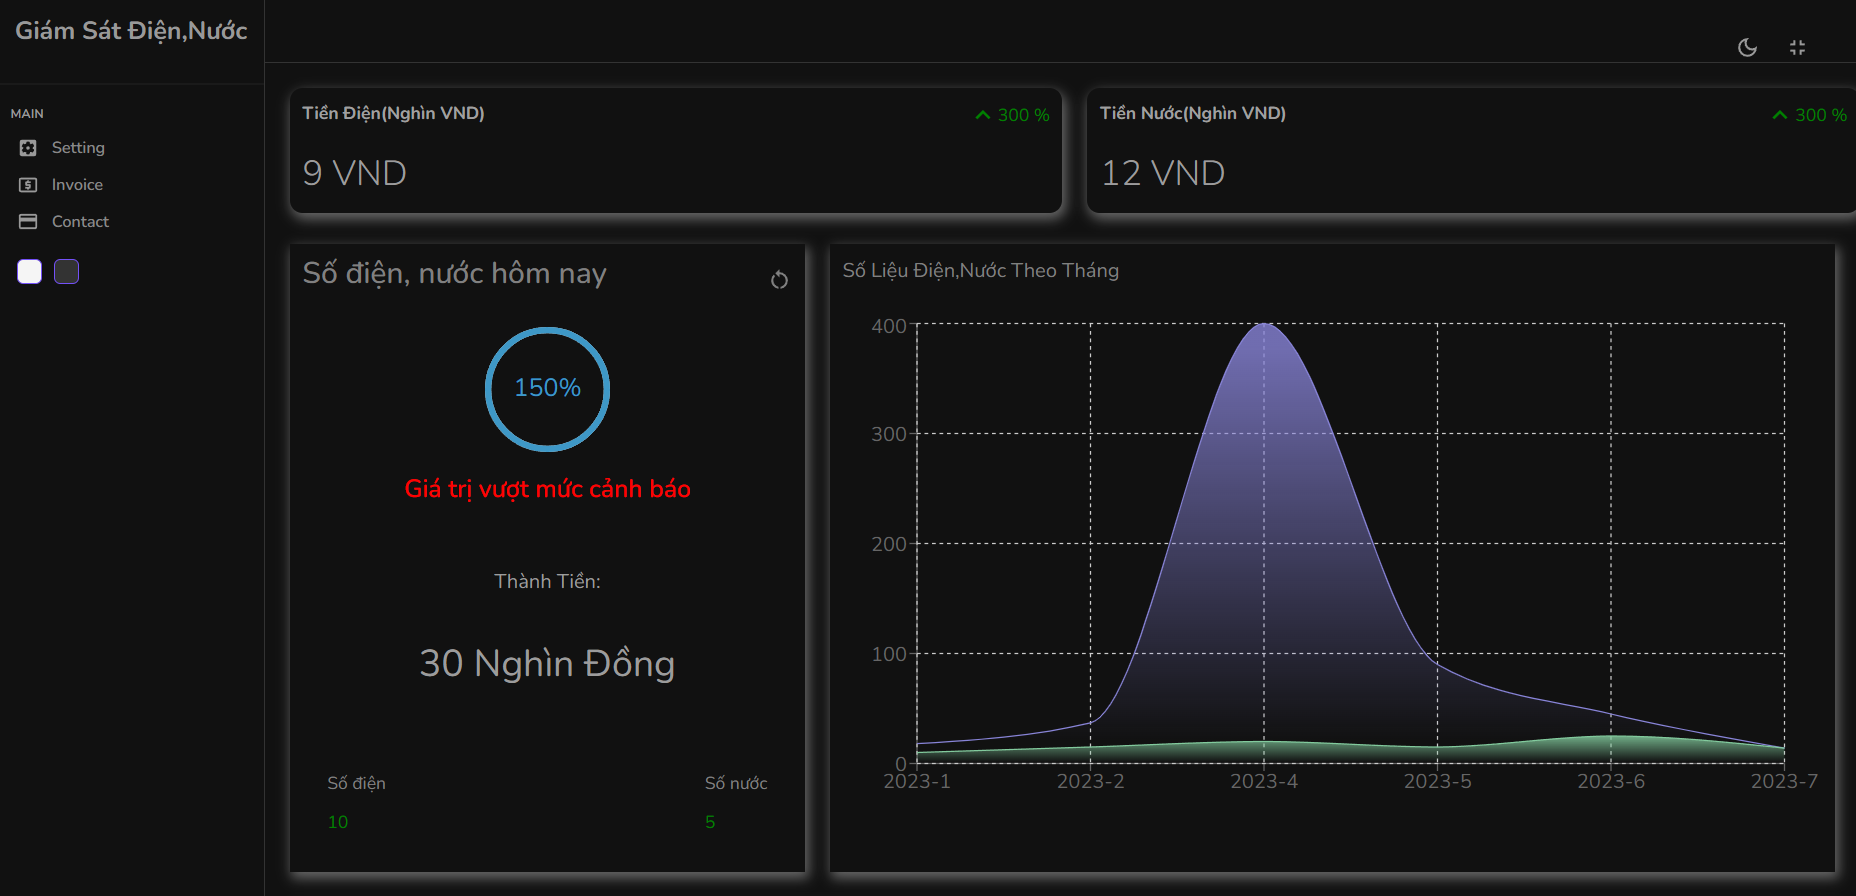 Giám Sát Điện,Nước
MAIN
Setting
Invoice
Contact
Tiền Điện(Nghìn VND)
300 %
9 VND
Tiền Nước(Nghìn VND)
300 %
12 VND
Số điện, nước hôm nay
150%
Giá trị vượt mức cảnh báo
Thành Tiền:
30 Nghìn Đồng
Số điện
Số nước
10
5
Số Liệu Điện,Nước Theo Tháng
400
300
200
100
0
2023-1
2023-2
2023-4
2023-5
2023-6
2023-7